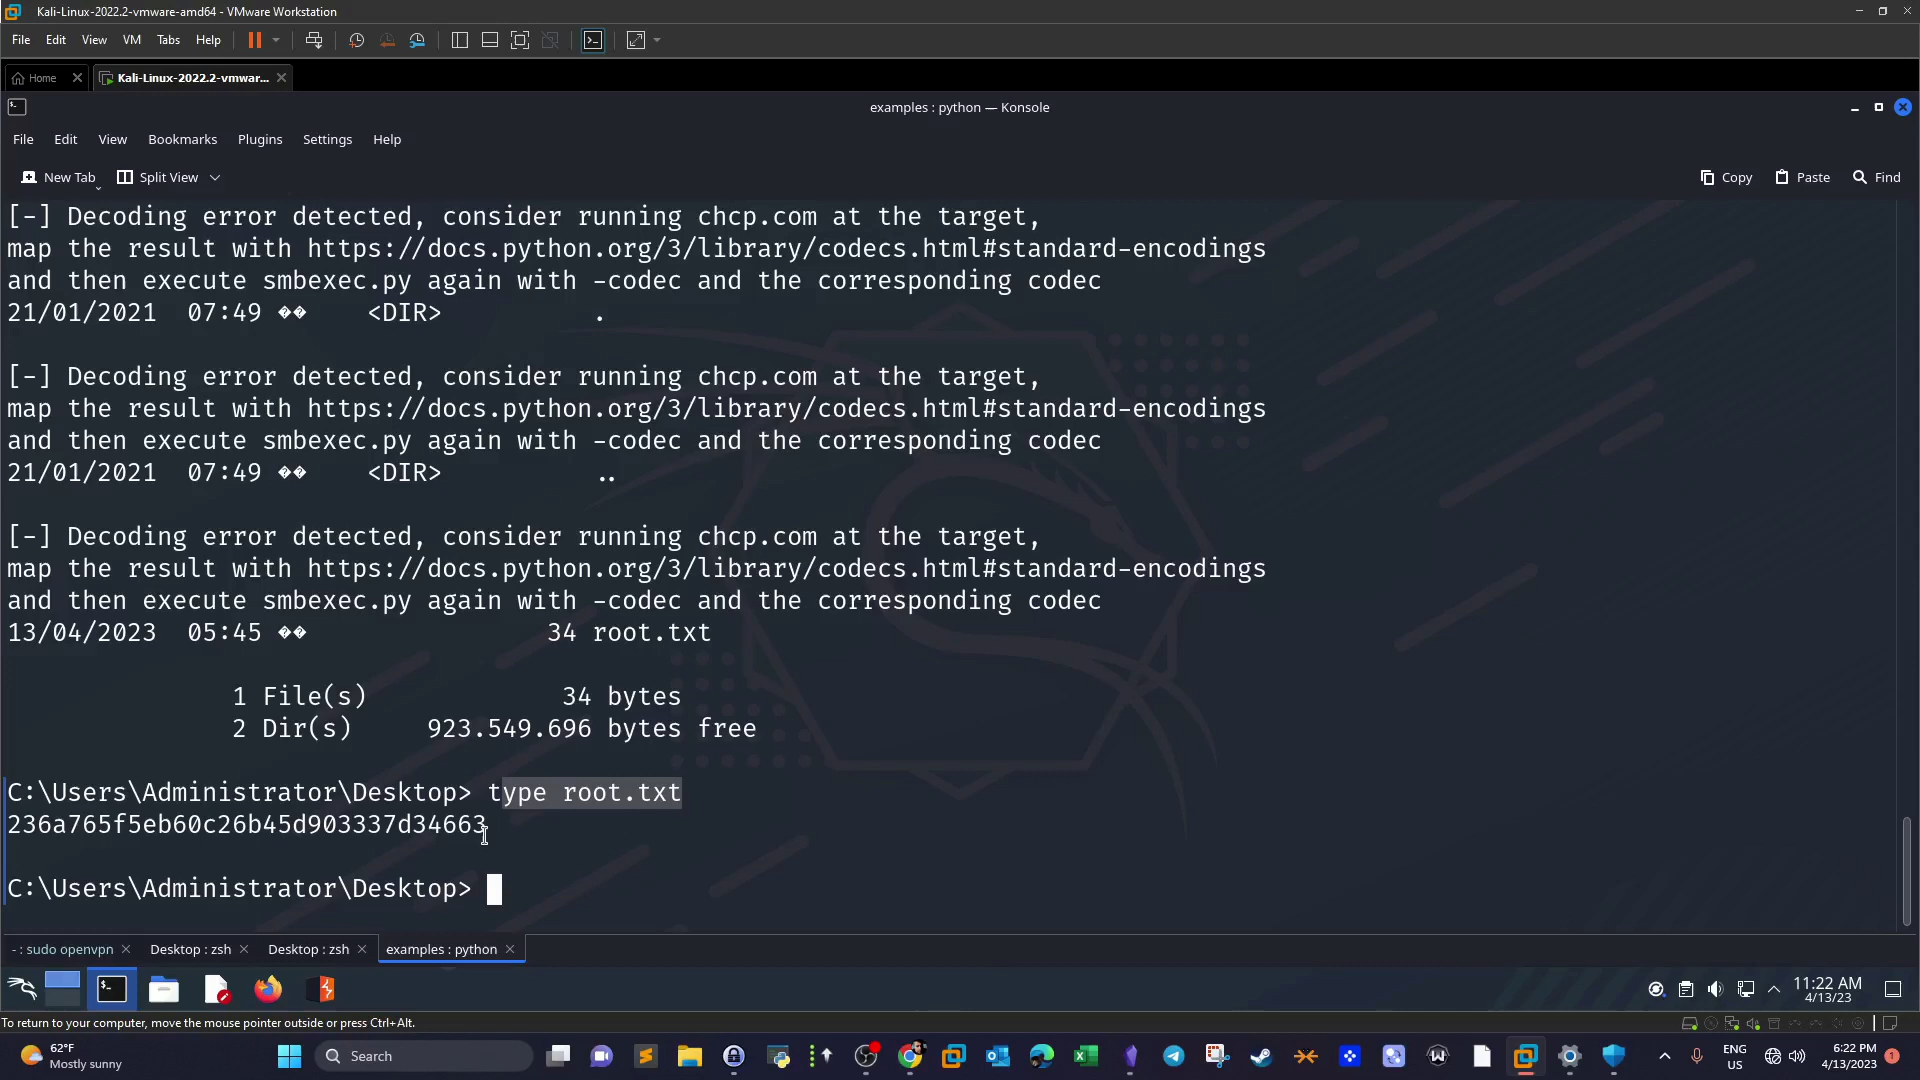 Kali-Linux-2022.2-vmware-amd64 - VMware Workstation
File Edit View VM Tabs Help
Home Kali-Linux-2022.2-vmwar...
examples : python — Konsole
File Edit View Bookmarks Plugins Settings Help
New Tab Split View Copy Paste Find
[-] Decoding error detected, consider running chcp.com at the target,
map the result with https://docs.python.org/3/library/codecs.html#standard-encodings
and then execute smbexec.py again with -codec and the corresponding codec
21/01/2021 07:49 �� <DIR> .
[-] Decoding error detected, consider running chcp.com at the target,
map the result with https://docs.python.org/3/library/codecs.html#standard-encodings
and then execute smbexec.py again with -codec and the corresponding codec
21/01/2021 07:49 �� <DIR> ..
[-] Decoding error detected, consider running chcp.com at the target,
map the result with https://docs.python.org/3/library/codecs.html#standard-encodings
and then execute smbexec.py again with -codec and the corresponding codec
13/04/2023 05:45 �� 34 root.txt
1 File(s) 34 bytes
2 Dir(s) 923.549.696 bytes free
C:\Users\Administrator\Desktop> type root.txt
236a765f5eb60c26b45d903337d34663
C:\Users\Administrator\Desktop>
- : sudo openvpn Desktop : zsh Desktop : zsh examples : python
11:22 AM
4/13/23
To return to your computer, move the mouse pointer outside or press Ctrl+Alt.
62°F
Mostly sunny
Search
ENG
US
6:22 PM
4/13/2023
1